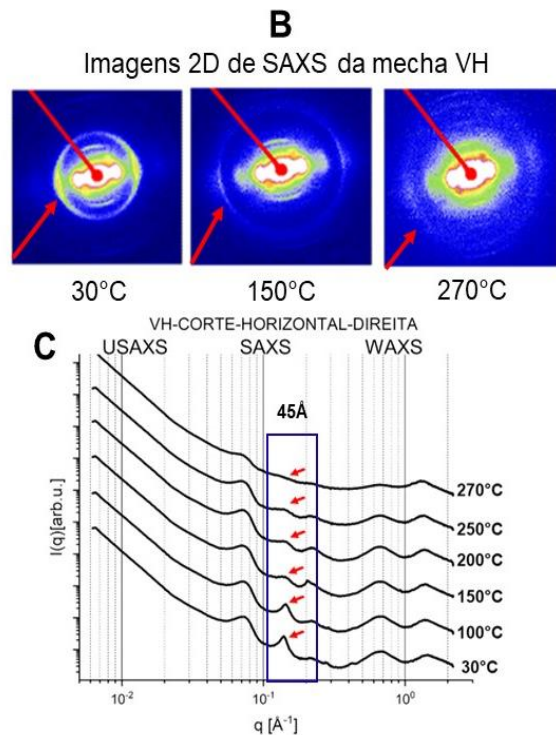 B
Imagens 2D de SAXS da mecha VH
30°C 150°C 270°C
VH-CORTE-HORIZONTAL-DIREITA
C USAXS SAXS WAXS
45Å
270°C
250°C
200°C
150°C
100°C
30°C
I(q)[arb.u.]
10⁻² 10⁻¹ 10⁰
q [Å⁻¹]